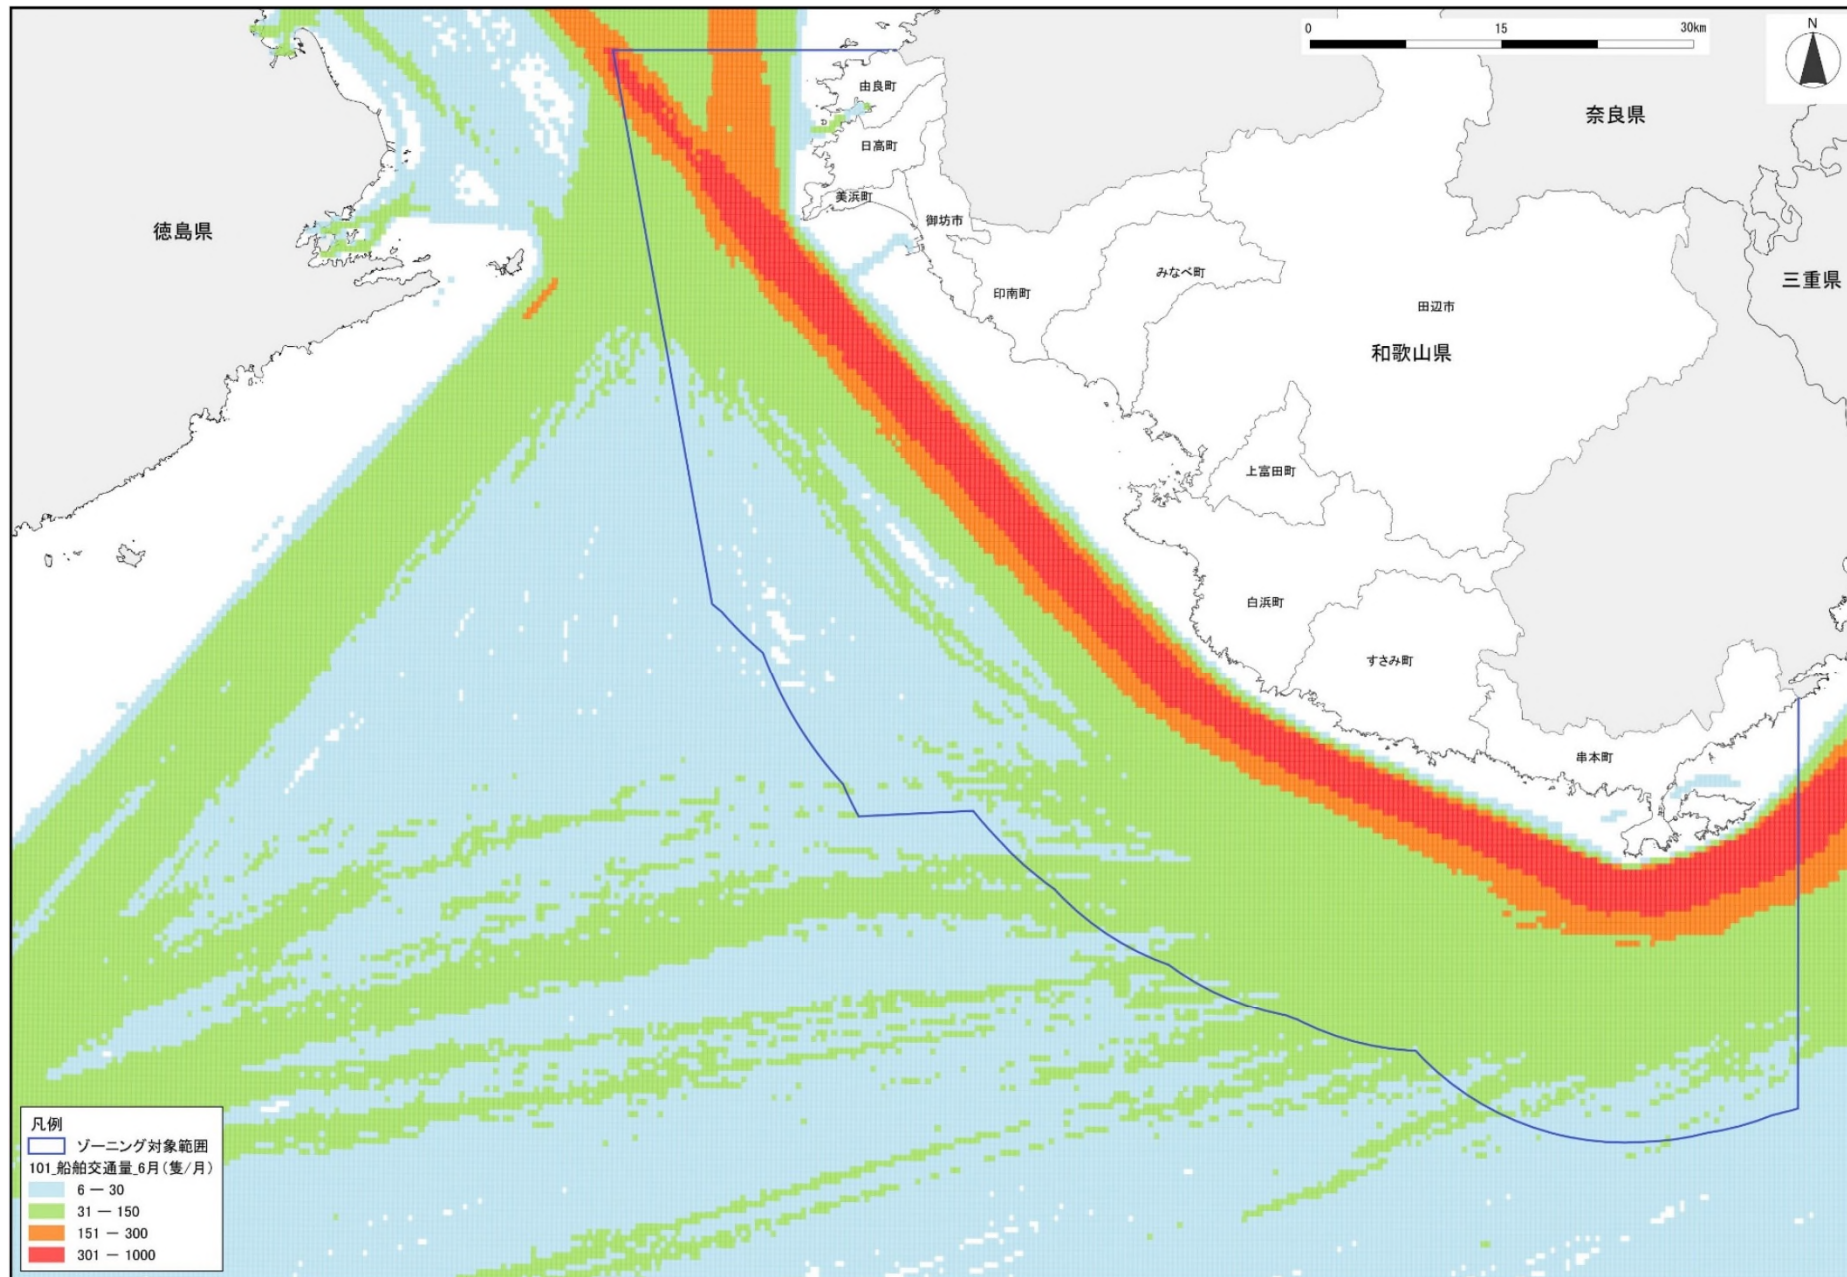 0 15 30km
N
由良町
奈良県
日高町
美浜町
御坊市
徳島県
みなべ町
三重県
印南町
田辺市
和歌山県
上富田町
白浜町
すさみ町
串本町
凡例
ゾーニング対象範囲
101_船舶交通量_6月(隻/月)
6 － 30
31 － 150
151 － 300
301 － 1000